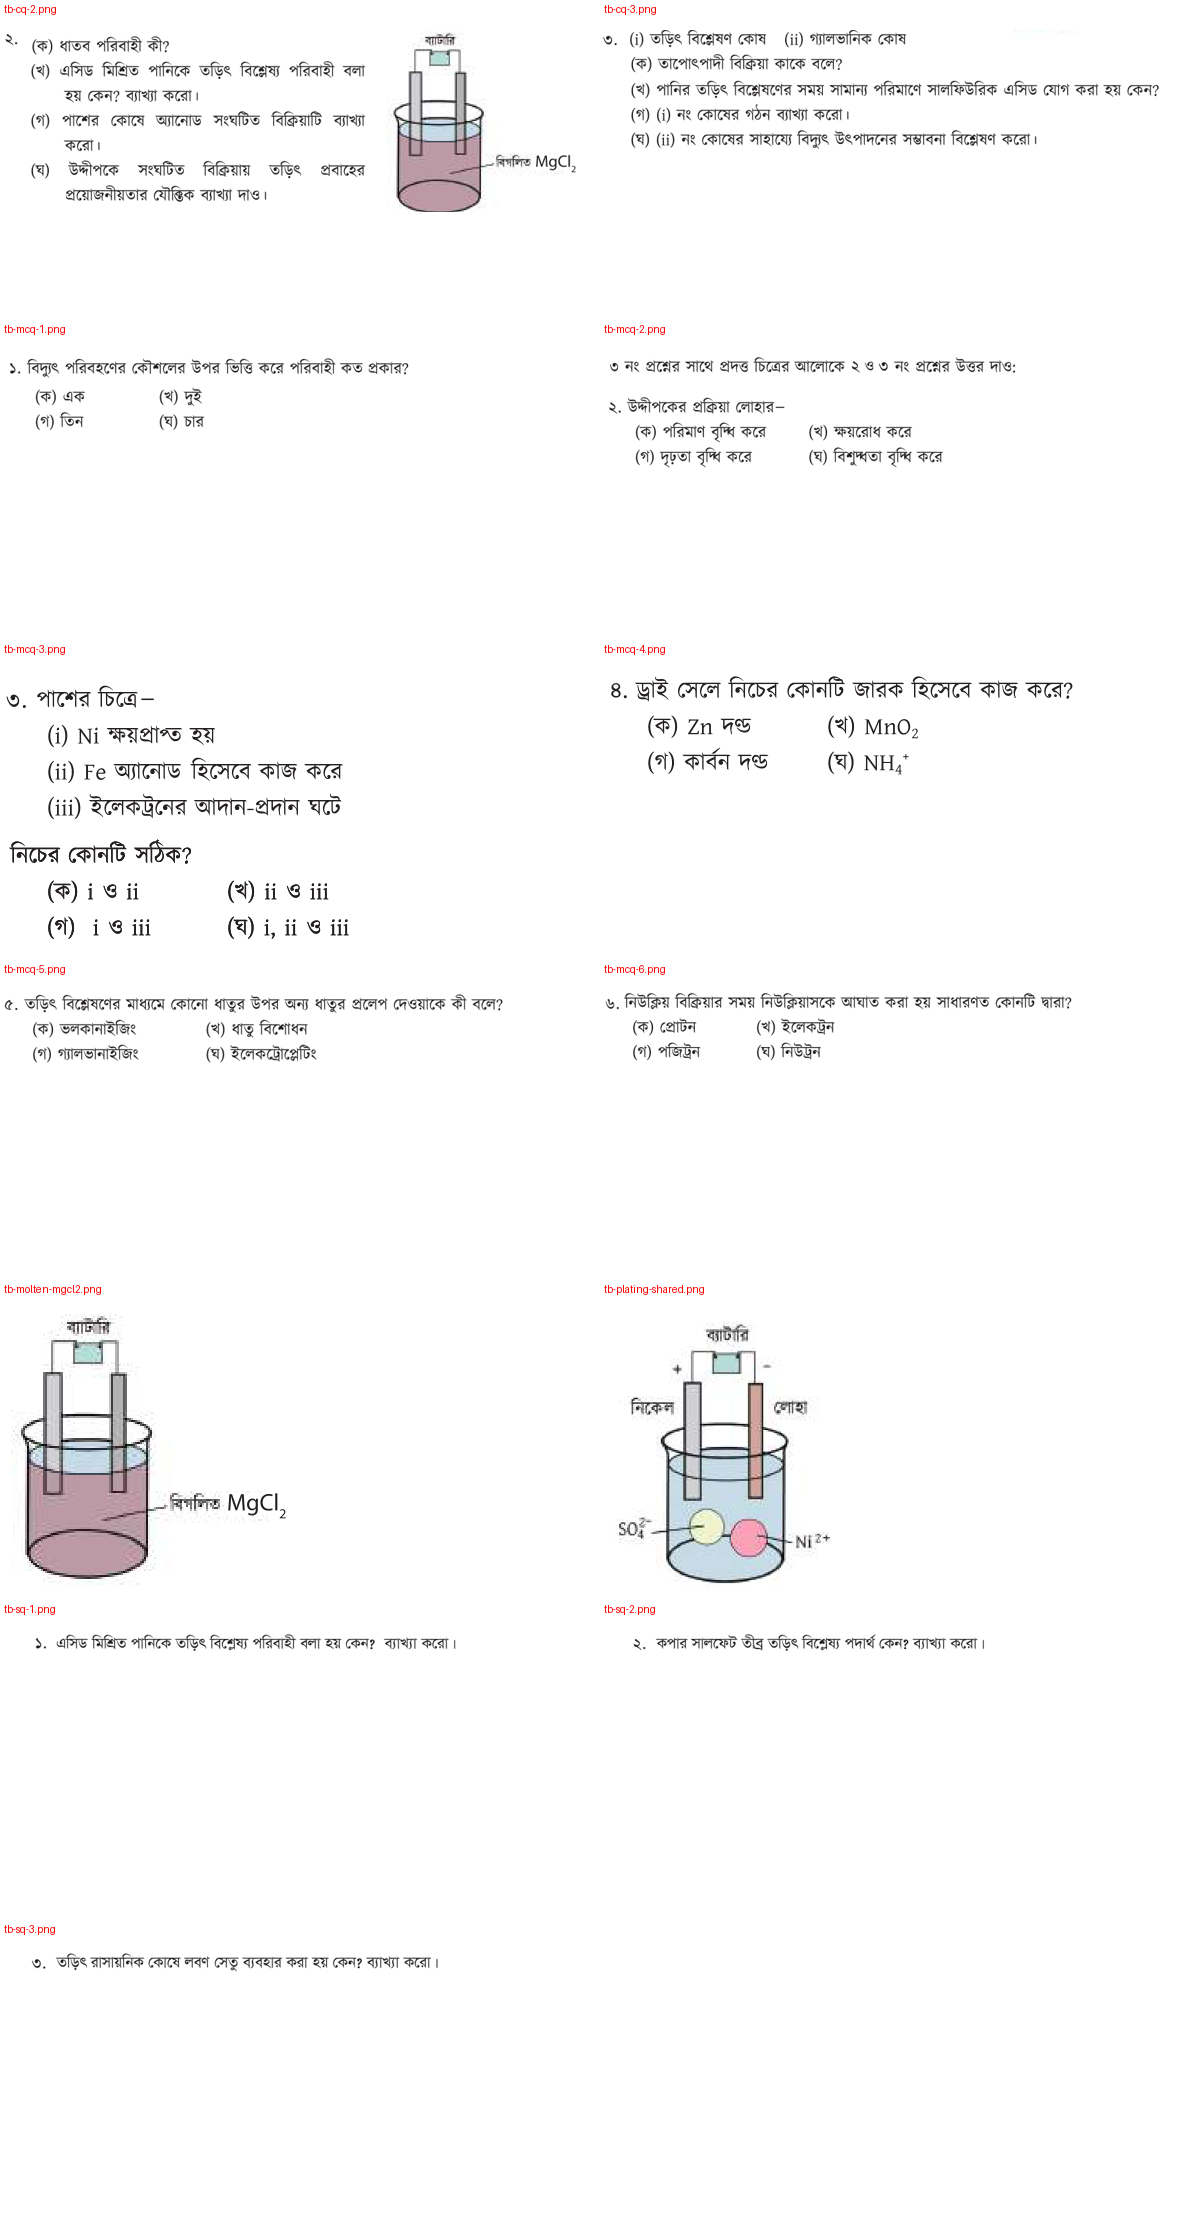 tb-cq-2.png
২. (ক) ধাতব পরিবাহী কী?
(খ) এসিড মিশ্রিত পানিকে তড়িৎ বিশ্লেষ্য পরিবাহী বলা
হয় কেন? ব্যাখ্যা করো।
(গ) পাশের কোষে অ্যানোড সংঘটিত বিক্রিয়াটি ব্যাখ্যা
করো।
(ঘ) উদ্দীপকে সংঘটিত বিক্রিয়ায় তড়িৎ প্রবাহের
প্রয়োজনীয়তার যৌক্তিক ব্যাখ্যা দাও।
ব্যাটারি
বিগলিত MgCl₂
tb-cq-3.png
৩. (i) তড়িৎ বিশ্লেষণ কোষ (ii) গ্যালভানিক কোষ
(ক) তাপোৎপাদী বিক্রিয়া কাকে বলে?
(খ) পানির তড়িৎ বিশ্লেষণের সময় সামান্য পরিমাণে সালফিউরিক এসিড যোগ করা হয় কেন?
(গ) (i) নং কোষের গঠন ব্যাখ্যা করো।
(ঘ) (ii) নং কোষের সাহায্যে বিদ্যুৎ উৎপাদনের সম্ভাবনা বিশ্লেষণ করো।
tb-mcq-1.png
১. বিদ্যুৎ পরিবহণের কৌশলের উপর ভিত্তি করে পরিবাহী কত প্রকার?
(ক) এক (খ) দুই
(গ) তিন (ঘ) চার
tb-mcq-2.png
৩ নং প্রশ্নের সাথে প্রদত্ত চিত্রের আলোকে ২ ও ৩ নং প্রশ্নের উত্তর দাও:
২. উদ্দীপকের প্রক্রিয়া লোহার–
(ক) পরিমাণ বৃদ্ধি করে (খ) ক্ষয়রোধ করে
(গ) দৃঢ়তা বৃদ্ধি করে (ঘ) বিশুদ্ধতা বৃদ্ধি করে
tb-mcq-3.png
৩. পাশের চিত্রে–
(i) Ni ক্ষয়প্রাপ্ত হয়
(ii) Fe অ্যানোড হিসেবে কাজ করে
(iii) ইলেকট্রনের আদান-প্রদান ঘটে
নিচের কোনটি সঠিক?
(ক) i ও ii (খ) ii ও iii
(গ) i ও iii (ঘ) i, ii ও iii
tb-mcq-4.png
৪. ড্রাই সেলে নিচের কোনটি জারক হিসেবে কাজ করে?
(ক) Zn দণ্ড (খ) MnO₂
(গ) কার্বন দণ্ড (ঘ) NH₄⁺
tb-mcq-5.png
৫. তড়িৎ বিশ্লেষণের মাধ্যমে কোনো ধাতুর উপর অন্য ধাতুর প্রলেপ দেওয়াকে কী বলে?
(ক) ভলকানাইজিং (খ) ধাতু বিশোধন
(গ) গ্যালভানাইজিং (ঘ) ইলেকট্রোপ্লেটিং
tb-mcq-6.png
৬. নিউক্লিয় বিক্রিয়ার সময় নিউক্লিয়াসকে আঘাত করা হয় সাধারণত কোনটি দ্বারা?
(ক) প্রোটন (খ) ইলেকট্রন
(গ) পজিট্রন (ঘ) নিউট্রন
tb-molten-mgcl2.png
ব্যাটারি
বিগলিত MgCl₂
tb-plating-shared.png
ব্যাটারি
+ -
নিকেল লোহা
SO₄²⁻
Ni²⁺
tb-sq-1.png
১. এসিড মিশ্রিত পানিকে তড়িৎ বিশ্লেষ্য পরিবাহী বলা হয় কেন? ব্যাখ্যা করো।
tb-sq-2.png
২. কপার সালফেট তীব্র তড়িৎ বিশ্লেষ্য পদার্থ কেন? ব্যাখ্যা করো।
tb-sq-3.png
৩. তড়িৎ রাসায়নিক কোষে লবণ সেতু ব্যবহার করা হয় কেন? ব্যাখ্যা করো।